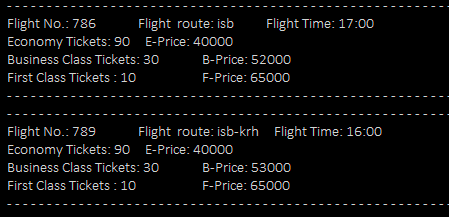 Flight No.: 786 Flight route: isb Flight Time: 17:00
Economy Tickets: 90 E-Price: 40000
Business Class Tickets: 30 B-Price: 52000
First Class Tickets : 10 F-Price: 65000
Flight No.: 789 Flight route: isb-krh Flight Time: 16:00
Economy Tickets: 90 E-Price: 40000
Business Class Tickets: 30 B-Price: 53000
First Class Tickets : 10 F-Price: 65000